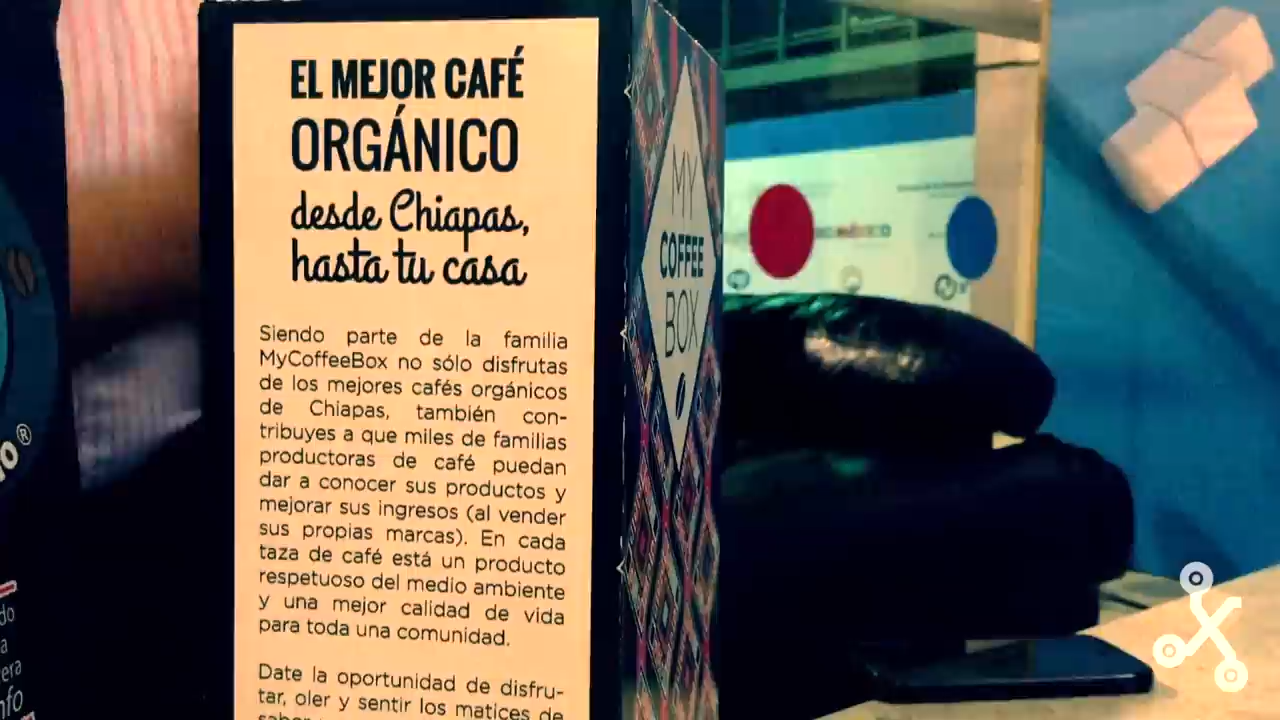 EL MEJOR CAFÉ
ORGÁNICO
desde Chiapas,
hasta tu casa
Siendo parte de la familia
MyCoffeeBox no sólo disfrutas
de los mejores cafés orgánicos
de Chiapas, también con-
tribuyes a que miles de familias
productoras de café puedan
dar a conocer sus productos y
mejorar sus ingresos (al vender
sus propias marcas). En cada
taza de café está un producto
respetuoso del medio ambiente
y una mejor calidad de vida
para toda una comunidad.
Date la oportunidad de disfru-
tar, oler y sentir los matices de
MY
COFFEE
BOX